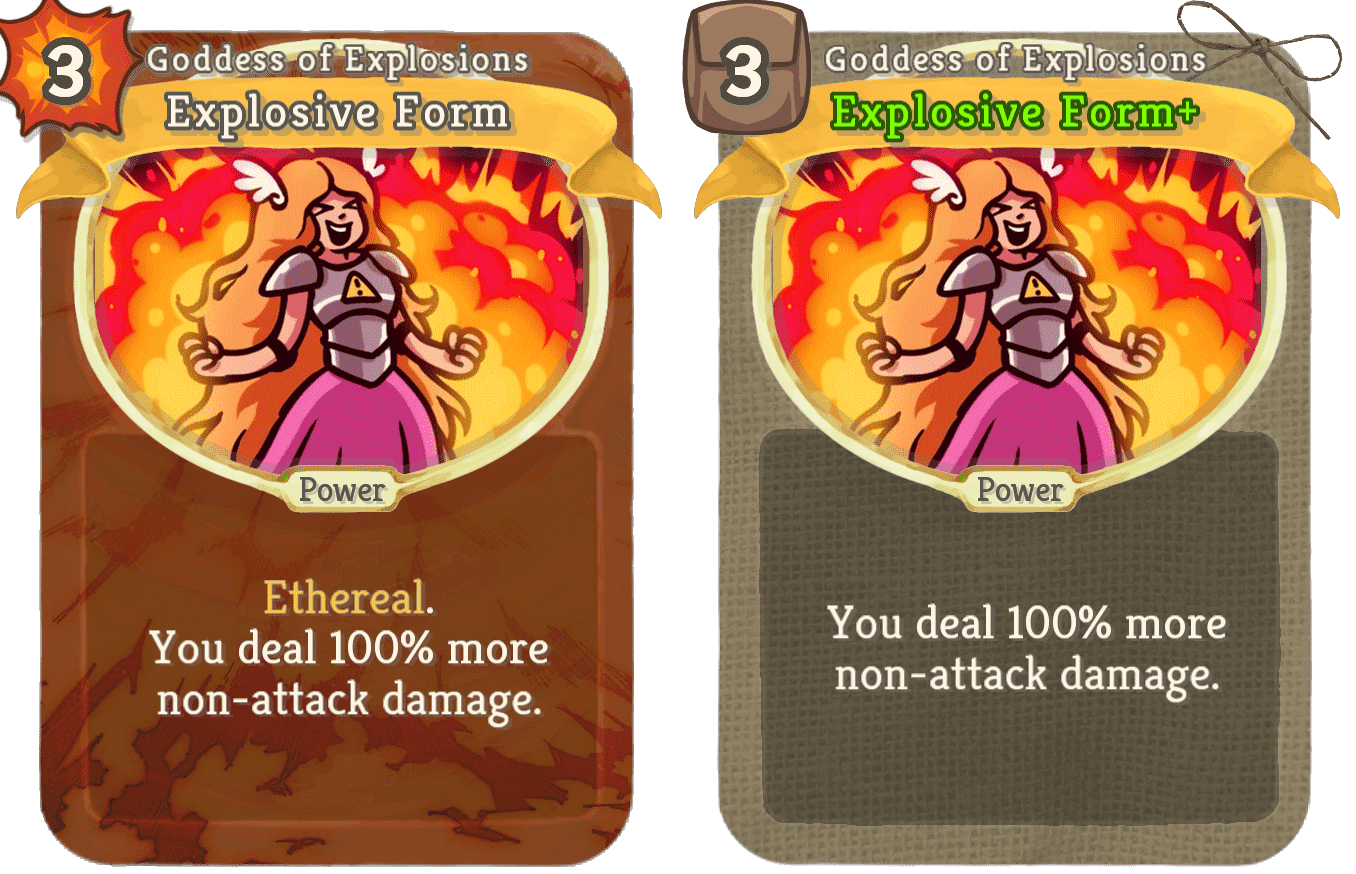 3
Goddess of Explosions
Explosive Form
Power
Ethereal.
You deal 100% more
non-attack damage.
3
Goddess of Explosions
Explosive Form+
Power
You deal 100% more
non-attack damage.